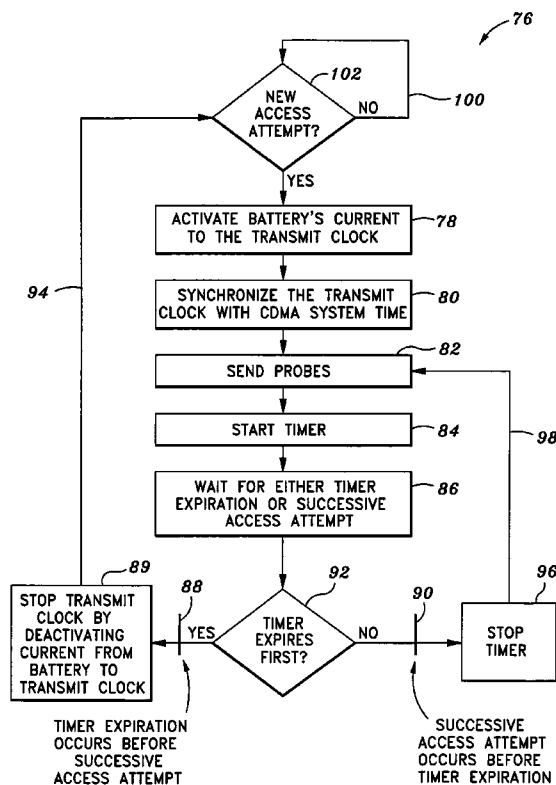 76
102
NEW
ACCESS
ATTEMPT?
NO
100
YES
94
ACTIVATE BATTERY'S CURRENT
TO THE TRANSMIT CLOCK
78
SYNCHRONIZE THE TRANSMIT
CLOCK WITH CDMA SYSTEM TIME
80
82
SEND PROBES
START TIMER
84
98
WAIT FOR EITHER TIMER
EXPIRATION OR SUCCESSIVE
ACCESS ATTEMPT
86
89
STOP TRANSMIT
CLOCK BY
DEACTIVATING
CURRENT FROM
BATTERY TO
TRANSMIT CLOCK
88
YES
92
TIMER
EXPIRES
FIRST?
NO
90
96
STOP
TIMER
TIMER EXPIRATION
OCCURS BEFORE
SUCCESSIVE
ACCESS ATTEMPT
SUCCESSIVE
ACCESS ATTEMPT
OCCURS BEFORE
TIMER EXPIRATION